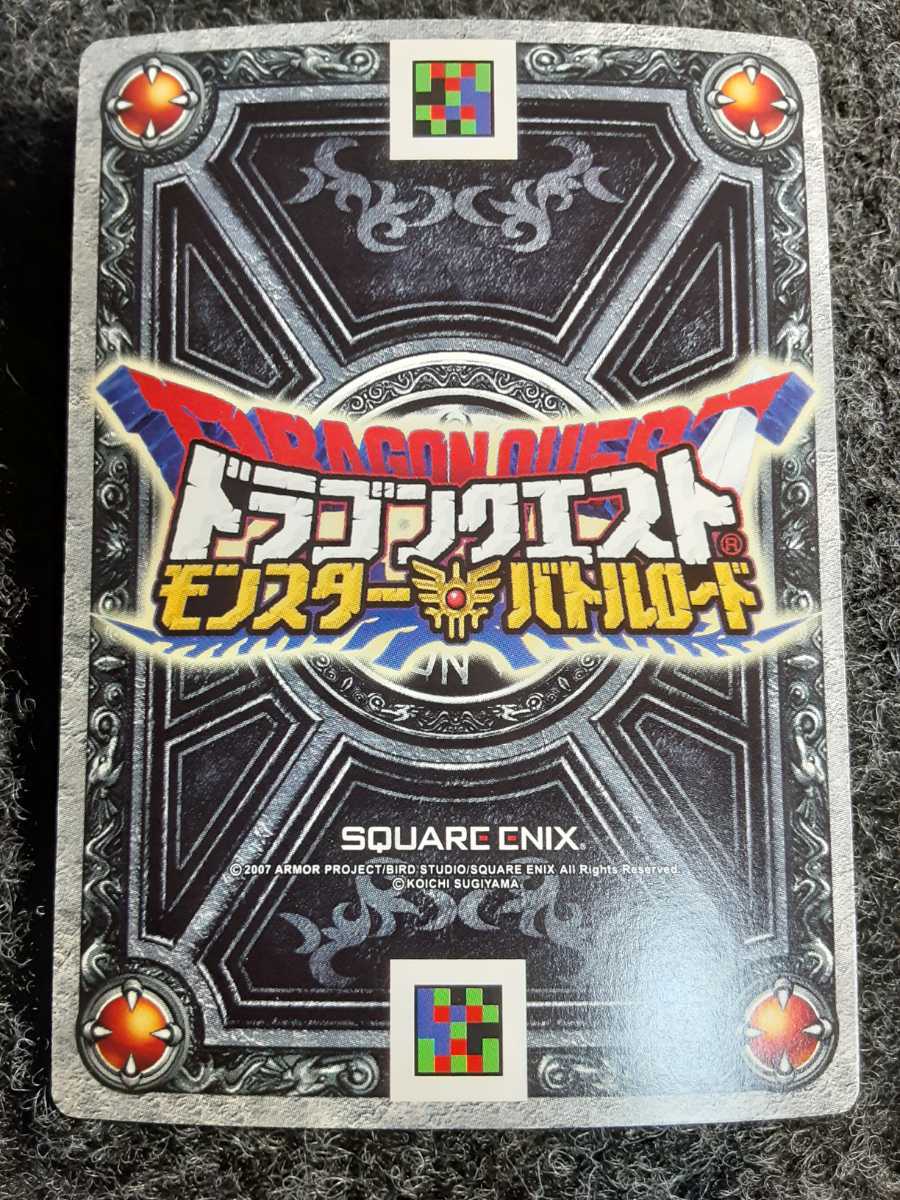 DRAGON QUEST
ドラゴンクエスト®
モンスターバトルロード
SQUARE ENIX®
©2007 ARMOR PROJECT/BIRD STUDIO/SQUARE ENIX All Rights Reserved.
©KOICHI SUGIYAMA